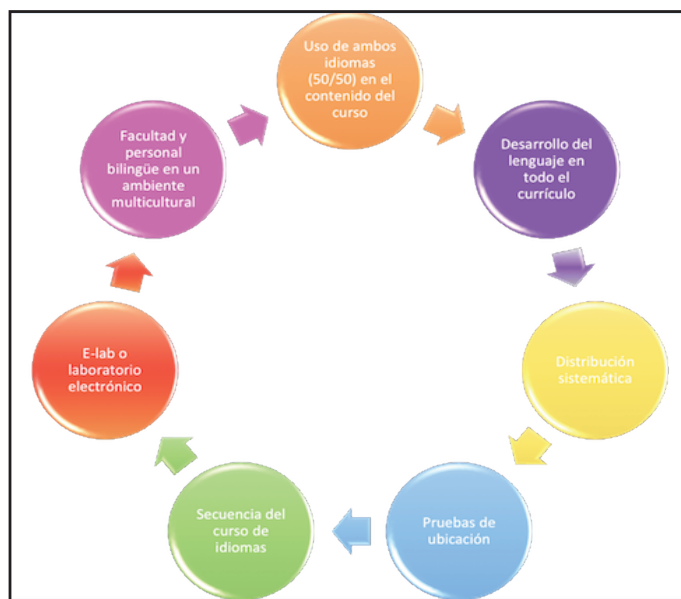 Uso de ambos
idiomas
(50/50) en el
contenido del
curso
Desarrollo del
lenguaje en
todo el
currículo
Distribución
sistemática
Pruebas de
ubicación
Secuencia del
curso de
idiomas
E-lab o
laboratorio
electrónico
Facultad y
personal
bilingüe en un
ambiente
multicultural